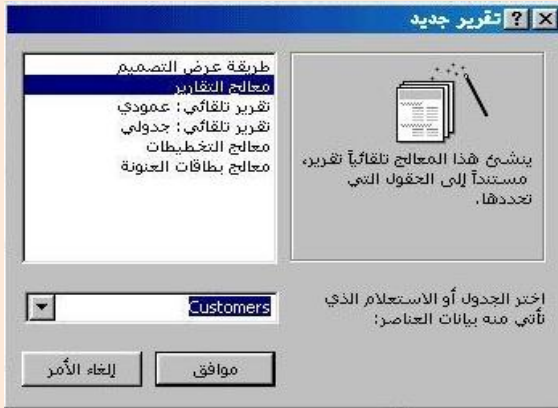 تقرير جديد
طريقة عرض التصميم
معالج التقارير
تقرير تلقائي: عمودي
تقرير تلقائي: جدولي
معالج التخطيطات
معالج بطاقات العنونة
ينشئ هذا المعالج تلقائياً تقرير،
مستنداً إلى الحقول التي
تحددها.
اختر الجدول أو الاستعلام الذي
تأتي منه بيانات العناصر:
Customers
موافق
إلغاء الأمر